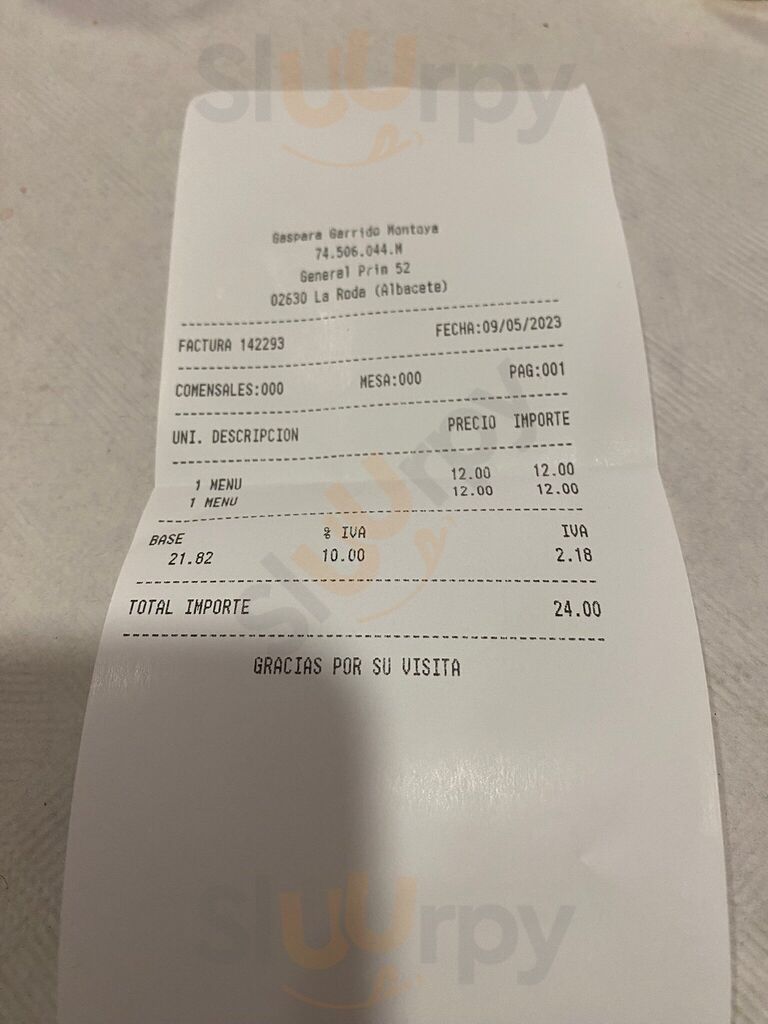 Slurpy
Gaspara Garrido Montoya
74.506.044.M
General Prim 52
02630 La Roda (Albacete)
FACTURA 142293 FECHA:09/05/2023
COMENSALES:000 MESA:000 PAG:001
UNI. DESCRIPCION PRECIO IMPORTE
1 MENU 12.00 12.00
1 MENU 12.00 12.00
BASE % IVA IVA
21.82 10.00 2.18
TOTAL IMPORTE 24.00
GRACIAS POR SU VISITA
Sluurpy
Sluurpy